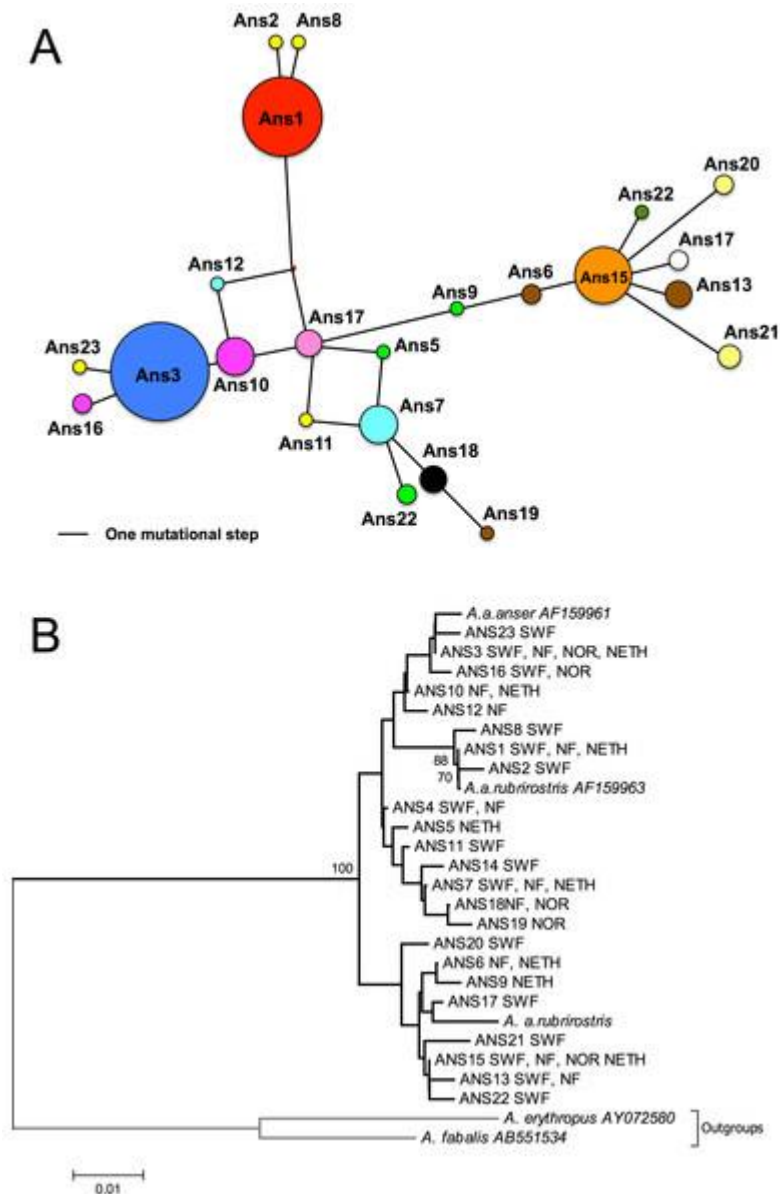 A
Ans2
Ans8
Ans1
Ans20
Ans22
Ans12
Ans17
Ans6
Ans15
Ans13
Ans9
Ans17
Ans23
Ans3
Ans5
Ans21
Ans10
Ans7
Ans16
Ans11
Ans18
Ans22
Ans19
One mutational step
B
A.a.anser AF159961
ANS23 SWF
ANS3 SWF, NF, NOR, NETH
ANS16 SWF, NOR
ANS10 NF, NETH
ANS12 NF
ANS8 SWF
ANS1 SWF, NF, NETH
88
ANS2 SWF
70
A.a.rubrirostris AF159963
ANS4 SWF, NF
ANS5 NETH
ANS11 SWF
100
ANS14 SWF
ANS7 SWF, NF, NETH
ANS18NF, NOR
ANS19 NOR
ANS20 SWF
ANS6 NF, NETH
ANS9 NETH
ANS17 SWF
A. a.rubrirostris
ANS21 SWF
ANS15 SWF, NF, NOR NETH
ANS13 SWF, NF
ANS22 SWF
A. erythropus AY072580
Outgroups
A. fabalis AB551534
0.01